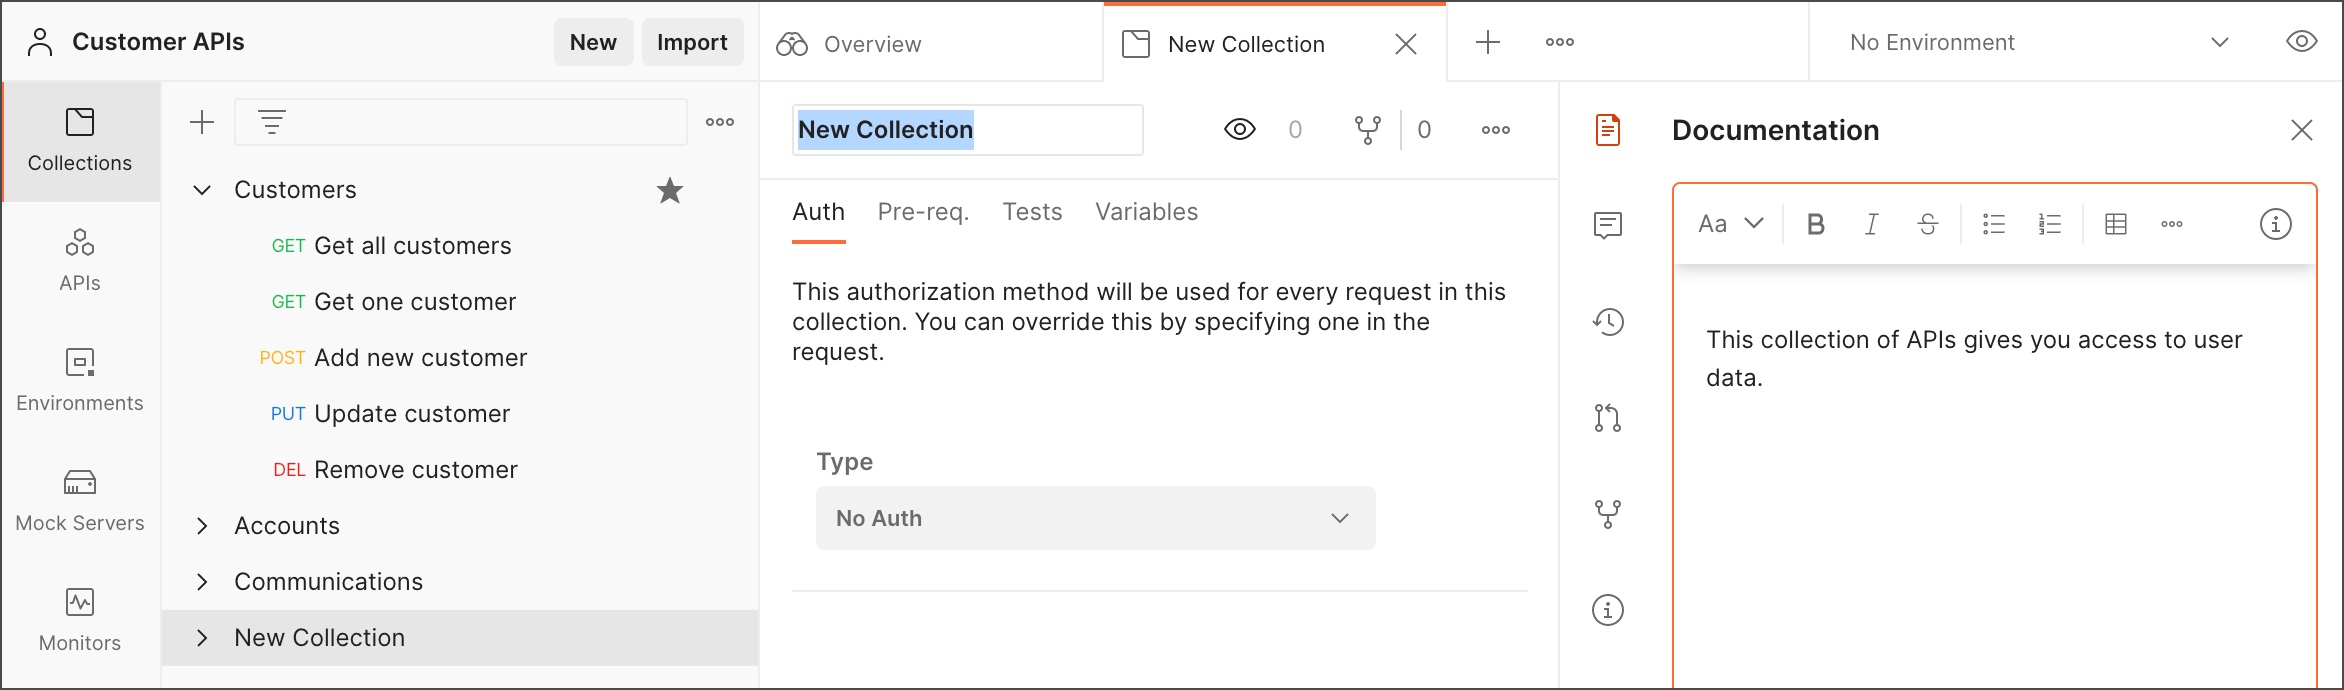 Customer APIs
New
Import
Overview
New Collection
No Environment
Collections
APIs
Environments
Mock Servers
Monitors
Customers
GET Get all customers
GET Get one customer
POST Add new customer
PUT Update customer
DEL Remove customer
Accounts
Communications
New Collection
New Collection
0
0
Auth
Pre-req.
Tests
Variables
This authorization method will be used for every request in this
collection. You can override this by specifying one in the
request.
Type
No Auth
Documentation
Aa
B
I
S
This collection of APIs gives you access to user
data.